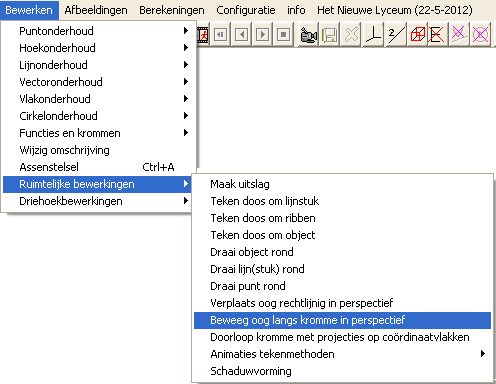 Bewerken Afbeeldingen Berekeningen Configuratie info Het Nieuwe Lyceum (22-5-2012)
Puntonderhoud
Hoekonderhoud
Lijnonderhoud
Vectoronderhoud
Vlakonderhoud
Cirkelonderhoud
Functies en krommen
Wijzig omschrijving
Assenstelsel Ctrl+A
Ruimtelijke bewerkingen
Driehoekbewerkingen
Maak uitslag
Teken doos om lijnstuk
Teken doos om ribben
Teken doos om object
Draai object rond
Draai lijn(stuk) rond
Draai punt rond
Verplaats oog rechtlijnig in perspectief
Beweeg oog langs kromme in perspectief
Doorloop kromme met projecties op coördinaatvlakken
Animaties tekenmethoden
Schaduwvorming